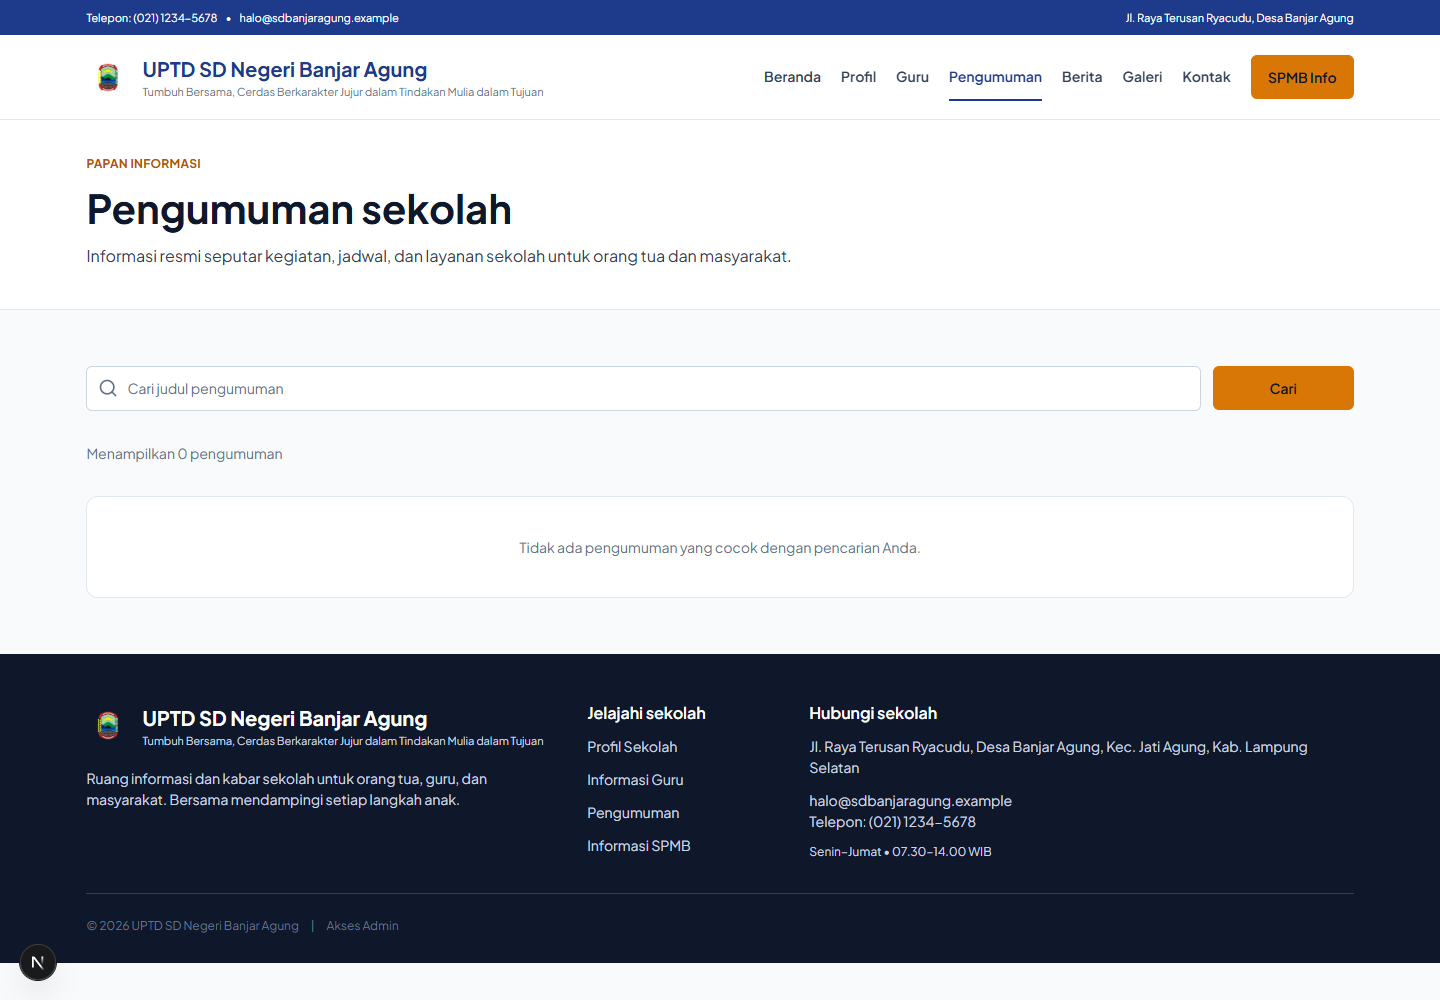 Telepon: (021) 1234-5678 • halo@sdbanjaragung.example
Jl. Raya Terusan Ryacudu, Desa Banjar Agung
UPTD SD Negeri Banjar Agung
Tumbuh Bersama, Cerdas Berkarakter Jujur dalam Tindakan Mulia dalam Tujuan
Beranda Profil Guru Pengumuman Berita Galeri Kontak SPMB Info
PAPAN INFORMASI
Pengumuman sekolah
Informasi resmi seputar kegiatan, jadwal, dan layanan sekolah untuk orang tua dan masyarakat.
Cari judul pengumuman
Cari
Menampilkan 0 pengumuman
Tidak ada pengumuman yang cocok dengan pencarian Anda.
UPTD SD Negeri Banjar Agung
Tumbuh Bersama, Cerdas Berkarakter Jujur dalam Tindakan Mulia dalam Tujuan
Ruang informasi dan kabar sekolah untuk orang tua, guru, dan
masyarakat. Bersama mendampingi setiap langkah anak.
Jelajahi sekolah
Profil Sekolah
Informasi Guru
Pengumuman
Informasi SPMB
Hubungi sekolah
Jl. Raya Terusan Ryacudu, Desa Banjar Agung, Kec. Jati Agung, Kab. Lampung
Selatan
halo@sdbanjaragung.example
Telepon: (021) 1234-5678
Senin–Jumat • 07.30–14.00 WIB
© 2026 UPTD SD Negeri Banjar Agung | Akses Admin
N